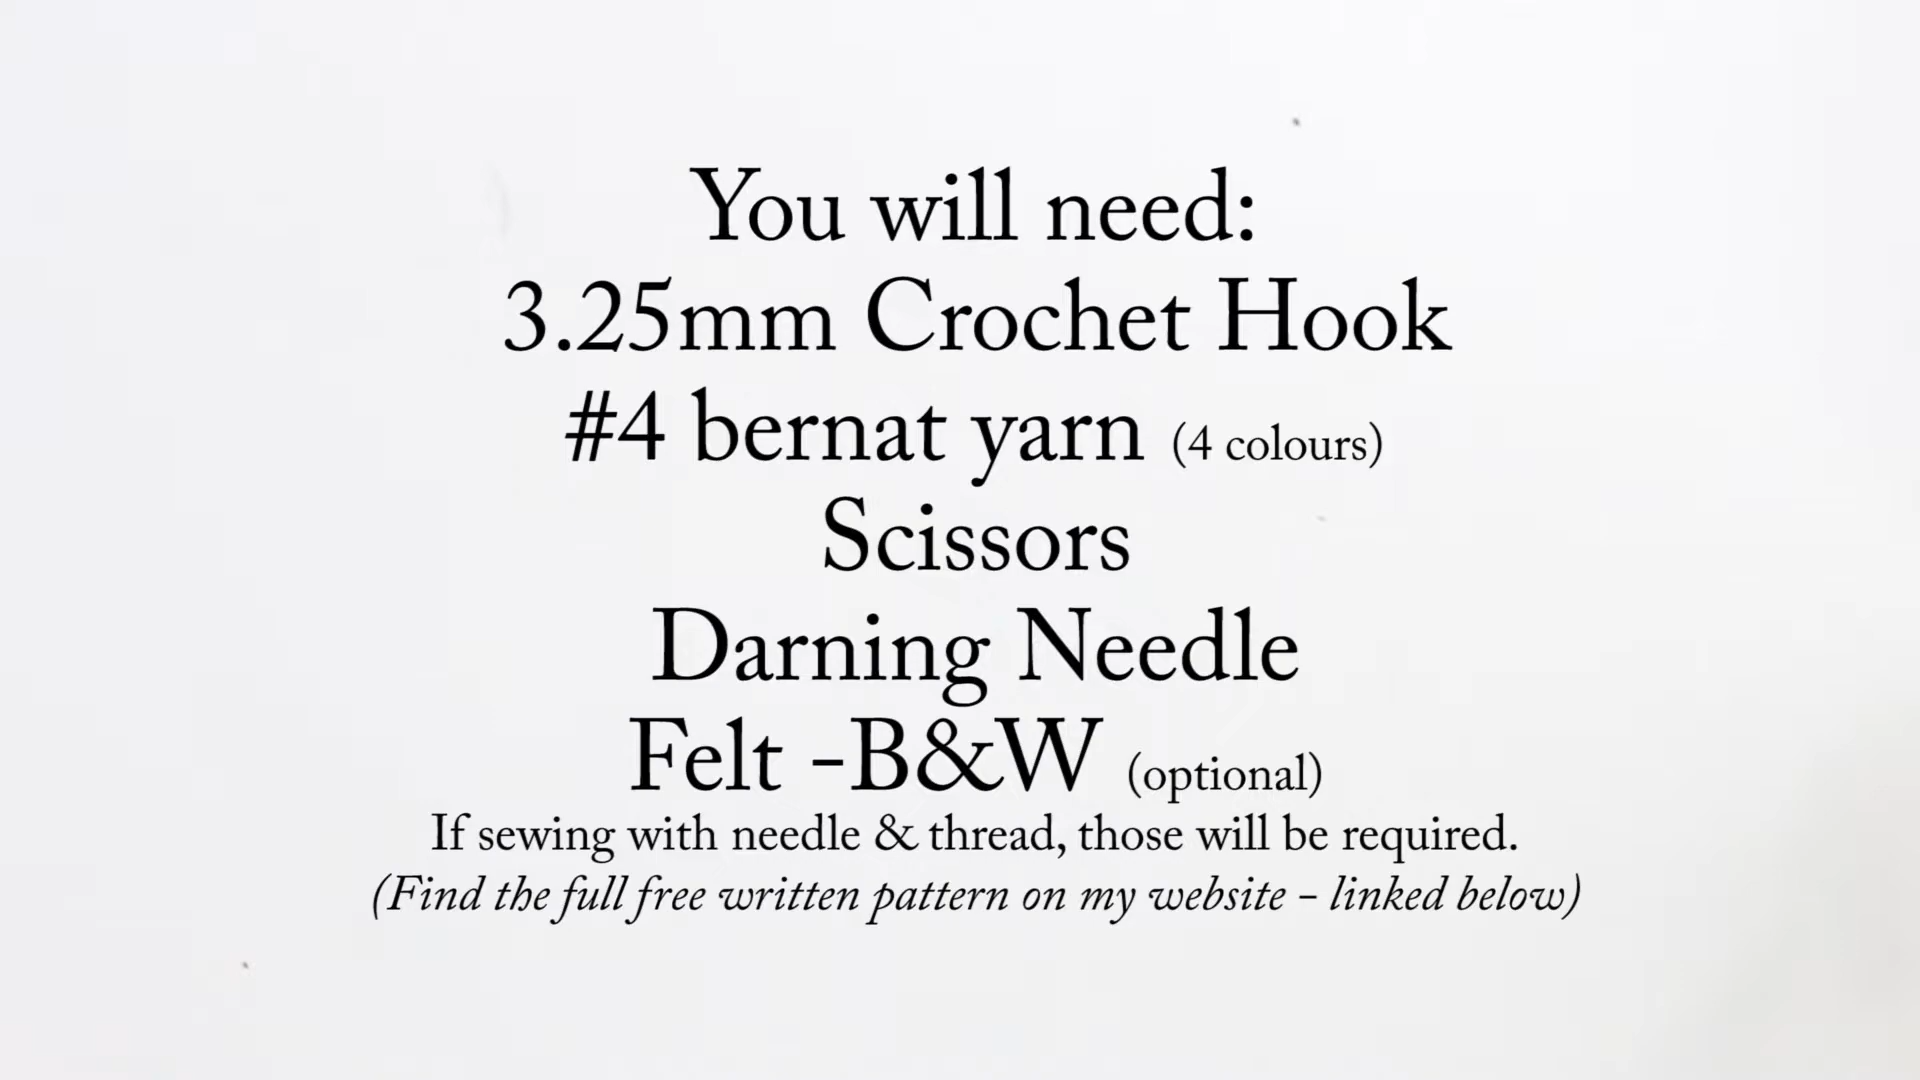 You will need:
3.25mm Crochet Hook
#4 bernat yarn (4 colours)
Scissors
Darning Needle
Felt -B&W (optional)
If sewing with needle & thread, those will be required.
(Find the full free written pattern on my website - linked below)